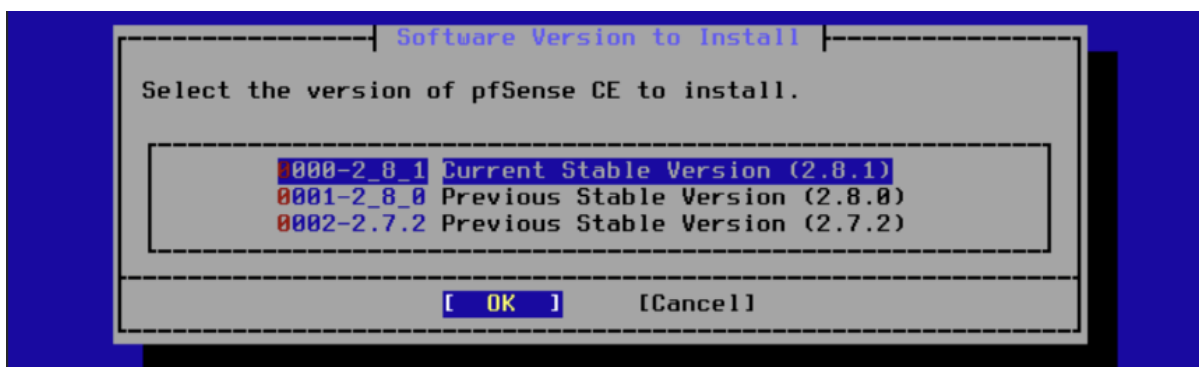 Software Version to Install
Select the version of pfSense CE to install.
0000-2_8_1 Current Stable Version (2.8.1)
0001-2_8_0 Previous Stable Version (2.8.0)
0002-2.7.2 Previous Stable Version (2.7.2)
[ OK ] [Cancel]